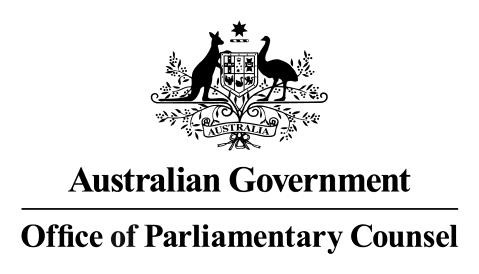 AUSTRALIA
Australian Government
Office of Parliamentary Counsel